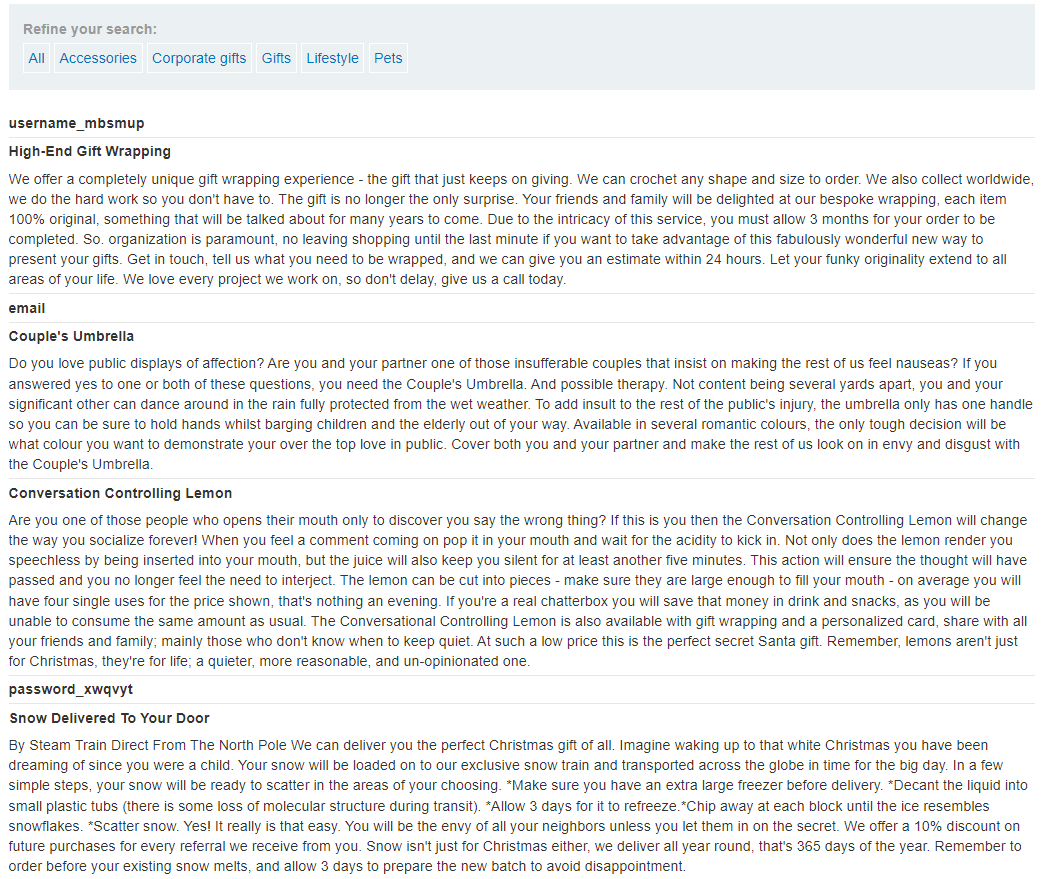 Refine your search:
All Accessories Corporate gifts Gifts Lifestyle Pets
username_mbsmup
High-End Gift Wrapping
We offer a completely unique gift wrapping experience - the gift that just keeps on giving. We can crochet any shape and size to order. We also collect worldwide,
we do the hard work so you don't have to. The gift is no longer the only surprise. Your friends and family will be delighted at our bespoke wrapping, each item
100% original, something that will be talked about for many years to come. Due to the intricacy of this service, you must allow 3 months for your order to be
completed. So. organization is paramount, no leaving shopping until the last minute if you want to take advantage of this fabulously wonderful new way to
present your gifts. Get in touch, tell us what you need to be wrapped, and we can give you an estimate within 24 hours. Let your funky originality extend to all
areas of your life. We love every project we work on, so don't delay, give us a call today.
email
Couple's Umbrella
Do you love public displays of affection? Are you and your partner one of those insufferable couples that insist on making the rest of us feel nauseas? If you
answered yes to one or both of these questions, you need the Couple's Umbrella. And possible therapy. Not content being several yards apart, you and your
significant other can dance around in the rain fully protected from the wet weather. To add insult to the rest of the public's injury, the umbrella only has one handle
so you can be sure to hold hands whilst barging children and the elderly out of your way. Available in several romantic colours, the only tough decision will be
what colour you want to demonstrate your over the top love in public. Cover both you and your partner and make the rest of us look on in envy and disgust with
the Couple's Umbrella.
Conversation Controlling Lemon
Are you one of those people who opens their mouth only to discover you say the wrong thing? If this is you then the Conversation Controlling Lemon will change
the way you socialize forever! When you feel a comment coming on pop it in your mouth and wait for the acidity to kick in. Not only does the lemon render you
speechless by being inserted into your mouth, but the juice will also keep you silent for at least another five minutes. This action will ensure the thought will have
passed and you no longer feel the need to interject. The lemon can be cut into pieces - make sure they are large enough to fill your mouth - on average you will
have four single uses for the price shown, that's nothing an evening. If you're a real chatterbox you will save that money in drink and snacks, as you will be
unable to consume the same amount as usual. The Conversational Controlling Lemon is also available with gift wrapping and a personalized card, share with all
your friends and family; mainly those who don't know when to keep quiet. At such a low price this is the perfect secret Santa gift. Remember, lemons aren't just
for Christmas, they're for life; a quieter, more reasonable, and un-opinionated one.
password_xwqvyt
Snow Delivered To Your Door
By Steam Train Direct From The North Pole We can deliver you the perfect Christmas gift of all. Imagine waking up to that white Christmas you have been
dreaming of since you were a child. Your snow will be loaded on to our exclusive snow train and transported across the globe in time for the big day. In a few
simple steps, your snow will be ready to scatter in the areas of your choosing. *Make sure you have an extra large freezer before delivery. *Decant the liquid into
small plastic tubs (there is some loss of molecular structure during transit). *Allow 3 days for it to refreeze.*Chip away at each block until the ice resembles
snowflakes. *Scatter snow. Yes! It really is that easy. You will be the envy of all your neighbors unless you let them in on the secret. We offer a 10% discount on
future purchases for every referral we receive from you. Snow isn't just for Christmas either, we deliver all year round, that's 365 days of the year. Remember to
order before your existing snow melts, and allow 3 days to prepare the new batch to avoid disappointment.